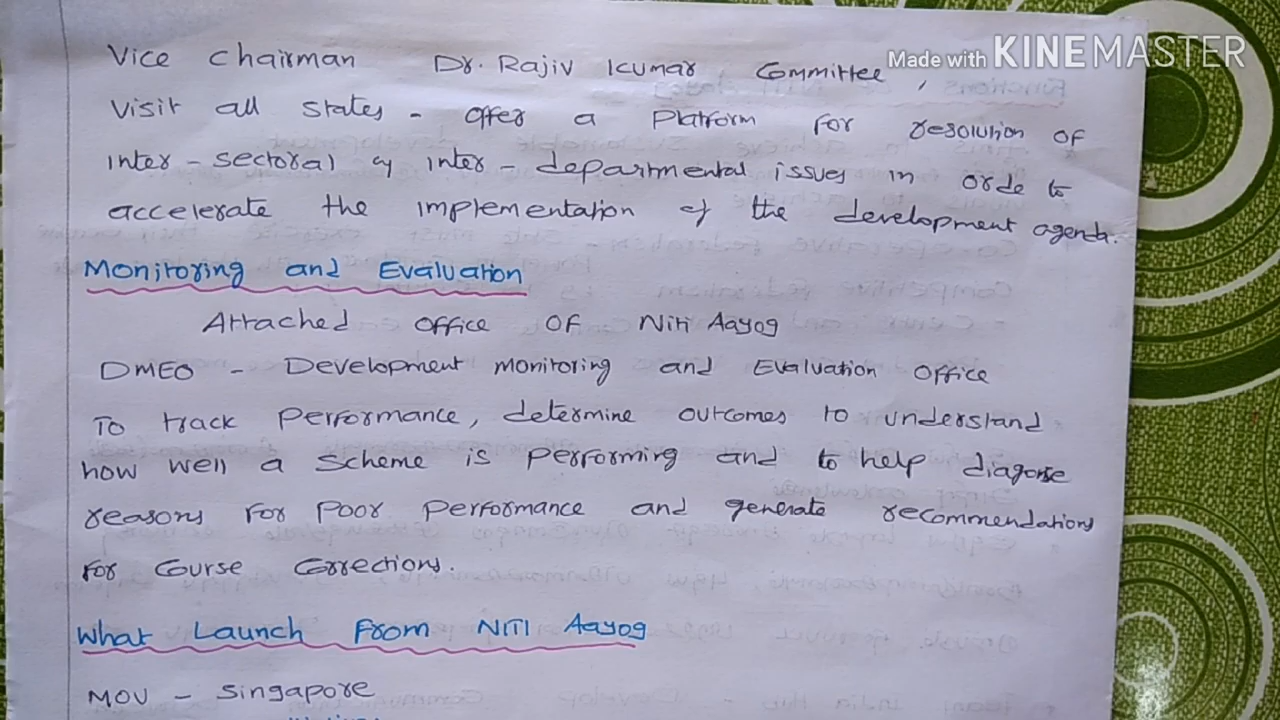 Made with KINEMASTER
Vice Chairman Dr. Rajiv Kumar Committee,
Visit all states - offer a Platform for resolution of
inter-sectoral & inter-departmental issues in orde to
accelerate the implementation of the development agenda.
Monitoring and Evaluation
Attached office of Niti Aayog
DMEO - Development monitoring and Evaluation office
To track performance, determine outcomes to understand
how well a scheme is performing and to help diagonse
reasons for poor performance and generate recommendations
for course corrections.
What Launch From NITI Aayog
MOU - Singapore